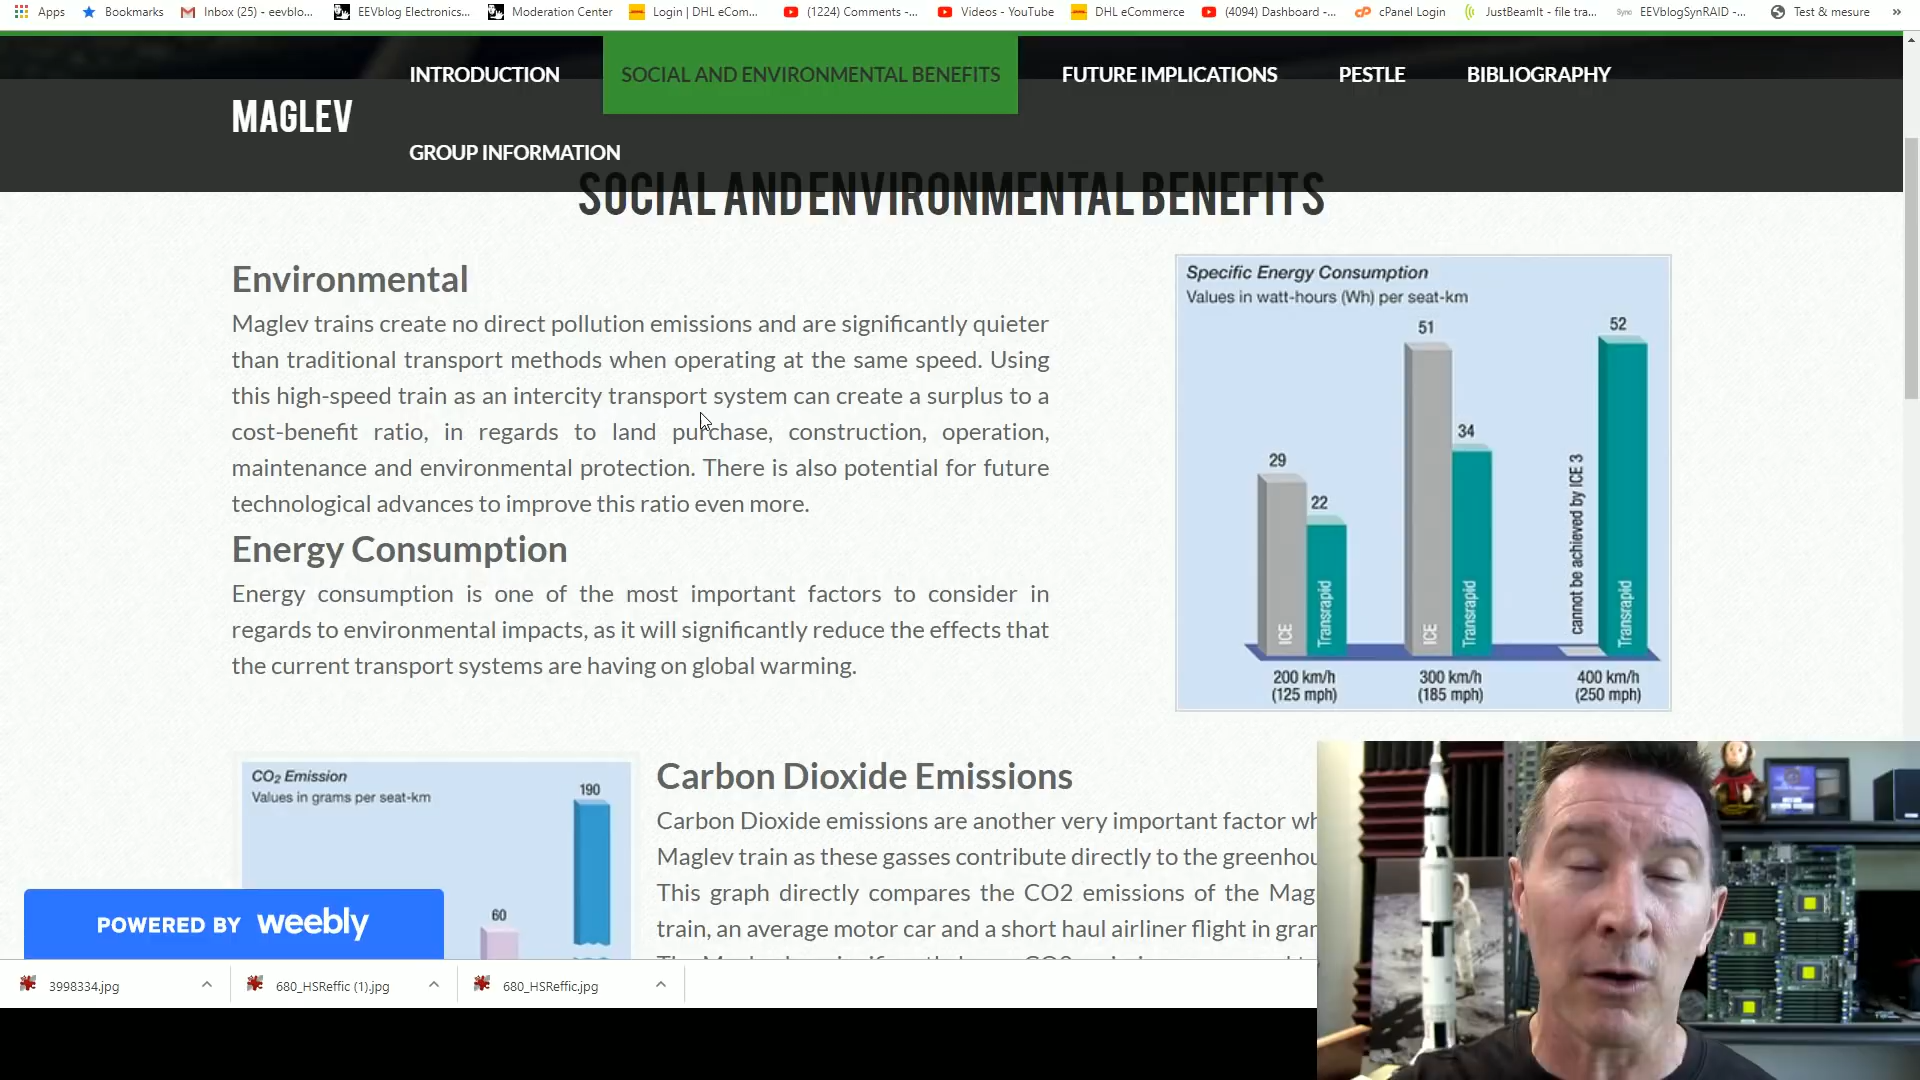 Apps
Bookmarks
Inbox (25) - eevblo...
EEVblog Electronics...
Moderation Center
Login | DHL eCom...
(1224) Comments -...
Videos - YouTube
DHL eCommerce
(4094) Dashboard -...
cPanel Login
JustBeamIt - file tra...
Sync
EEVblogSynRAID -...
Test & mesure
»
INTRODUCTION
SOCIAL AND ENVIRONMENTAL BENEFITS
FUTURE IMPLICATIONS
PESTLE
BIBLIOGRAPHY
MAGLEV
GROUP INFORMATION
SOCIAL AND ENVIRONMENTAL BENEFITS
Environmental
Maglev trains create no direct pollution emissions and are significantly quieter
than traditional transport methods when operating at the same speed. Using
this high-speed train as an intercity transport system can create a surplus to a
cost-benefit ratio, in regards to land purchase, construction, operation,
maintenance and environmental protection. There is also potential for future
technological advances to improve this ratio even more.
Energy Consumption
Energy consumption is one of the most important factors to consider in
regards to environmental impacts, as it will significantly reduce the effects that
the current transport systems are having on global warming.
Specific Energy Consumption
Values in watt-hours (Wh) per seat-km
29
22
51
34
52
ICE
Transrapid
ICE
Transrapid
cannot be achieved by ICE 3
Transrapid
200 km/h
(125 mph)
300 km/h
(185 mph)
400 km/h
(250 mph)
CO2 Emission
Values in grams per seat-km
190
60
Carbon Dioxide Emissions
Carbon Dioxide emissions are another very important factor wh
Maglev train as these gasses contribute directly to the greenhou
This graph directly compares the CO2 emissions of the Mag
train, an average motor car and a short haul airliner flight in gra
POWERED BY weebly
3998334.jpg
680_HSReffic (1).jpg
680_HSReffic.jpg